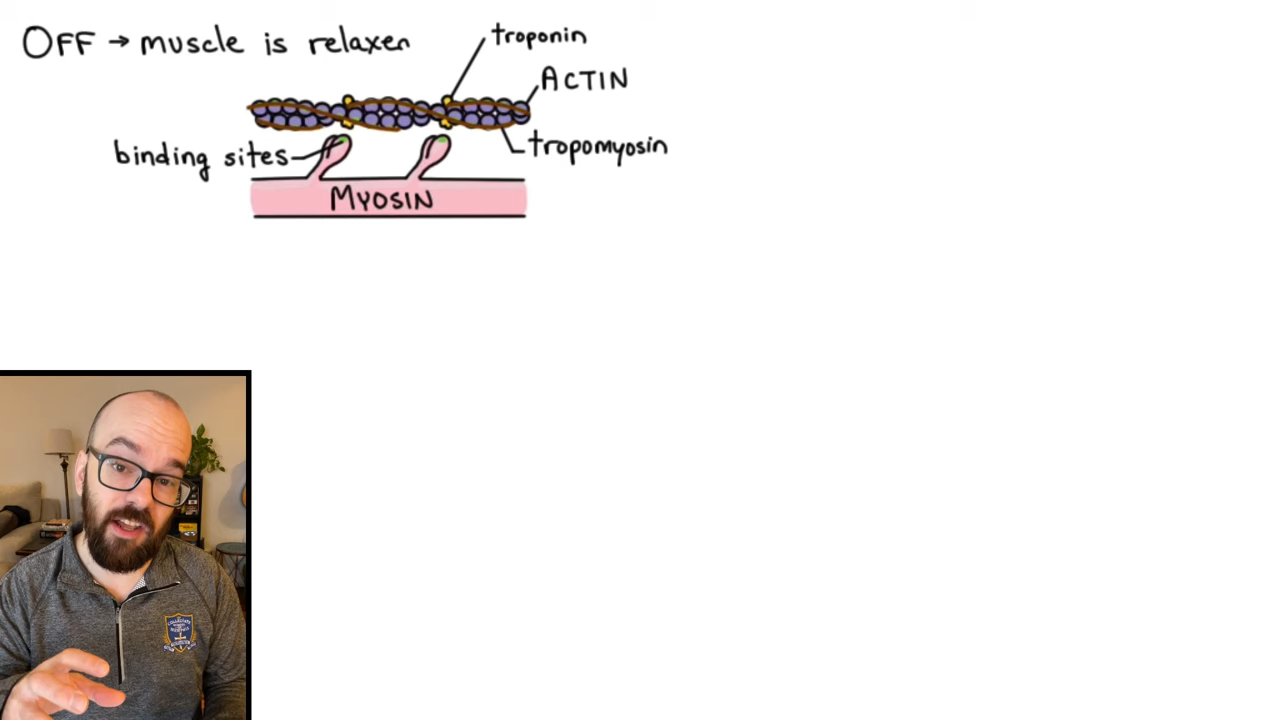 OFF → muscle is relaxen
troponin
ACTIN
binding sites
tropomyosin
MYOSIN